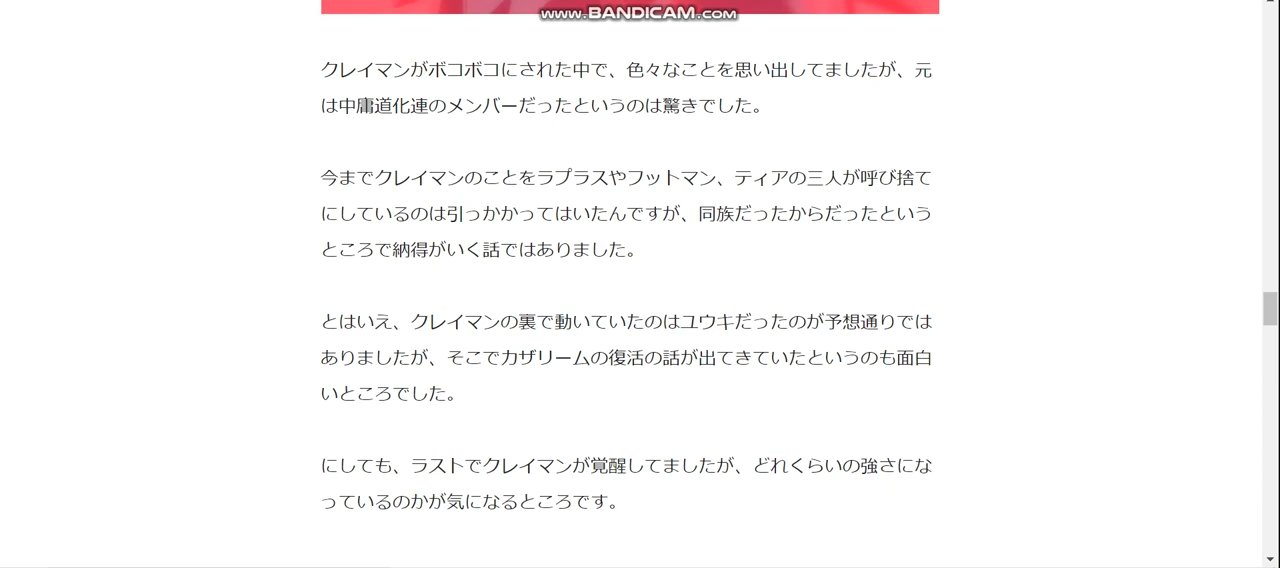 www.BANDICAM.com
クレイマンがボコボコにされた中で、色々なことを思い出してましたが、元
は中庸道化連のメンバーだったというのは驚きでした。
今までクレイマンのことをラプラスやフットマン、ティアの三人が呼び捨て
にしているのは引っかかってはいたんですが、同族だったからだったという
ところで納得がいく話ではありました。
とはいえ、クレイマンの裏で動いていたのはユウキだったのが予想通りでは
ありましたが、そこでカザリームの復活の話が出てきていたというのも面白
いところでした。
にしても、ラストでクレイマンが覚醒してましたが、どれくらいの強さにな
っているのかが気になるところです。